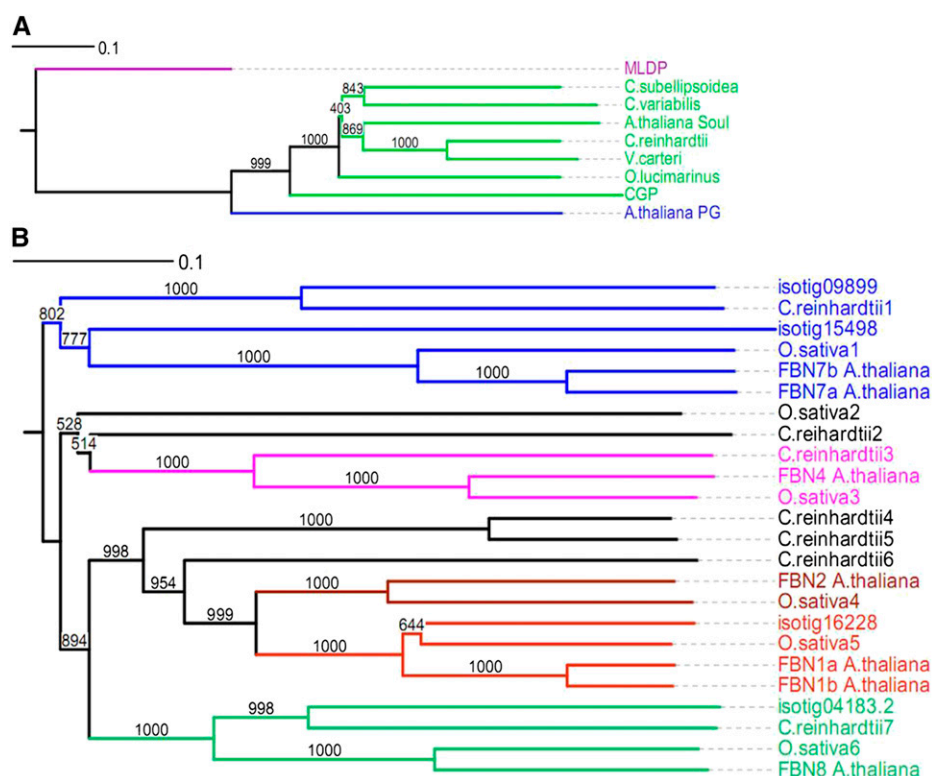 A
0.1
MLDP
843
C.subellipsoidea
403
C.variabilis
869
A.thaliana Soul
1000
1000
C.reinhardtii
999
V.carteri
O.lucimarinus
CGP
A.thaliana PG
B
0.1
1000
isotig09899
802
C.reinhardtii1
777
isotig15498
1000
O.sativa1
1000
FBN7b A.thaliana
FBN7a A.thaliana
528
O.sativa2
514
C.reihardtii2
1000
C.reinhardtii3
1000
FBN4 A.thaliana
O.sativa3
1000
C.reinhardtii4
998
C.reinhardtii5
954
C.reinhardtii6
1000
FBN2 A.thaliana
999
O.sativa4
644
isotig16228
894
1000
O.sativa5
1000
FBN1a A.thaliana
FBN1b A.thaliana
998
isotig04183.2
1000
C.reinhardtii7
1000
O.sativa6
FBN8 A.thaliana